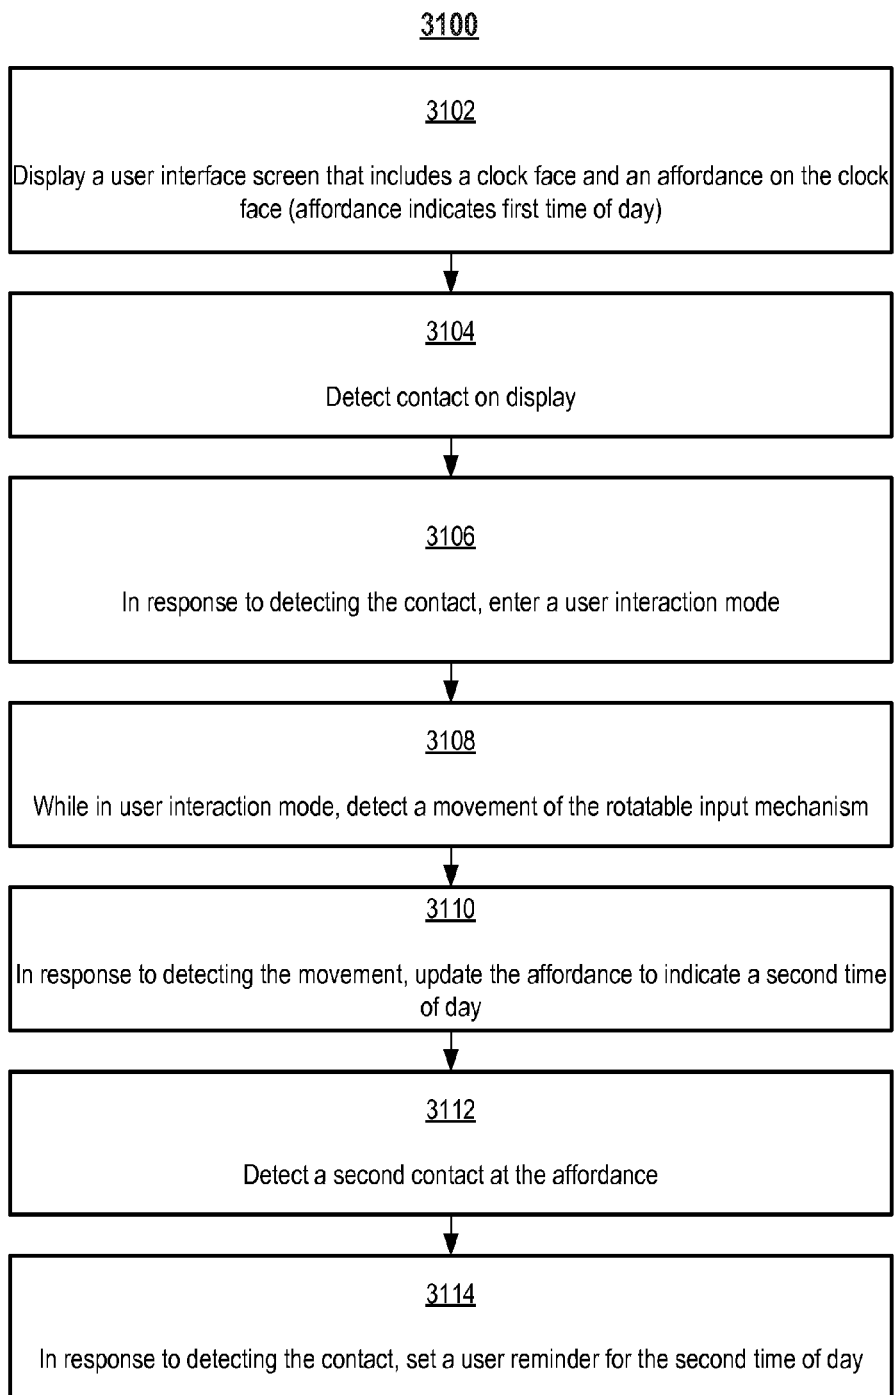 3100
3102
Display a user interface screen that includes a clock face and an affordance on the clock
face (affordance indicates first time of day)
3104
Detect contact on display
3106
In response to detecting the contact, enter a user interaction mode
3108
While in user interaction mode, detect a movement of the rotatable input mechanism
3110
In response to detecting the movement, update the affordance to indicate a second time
of day
3112
Detect a second contact at the affordance
3114
In response to detecting the contact, set a user reminder for the second time of day